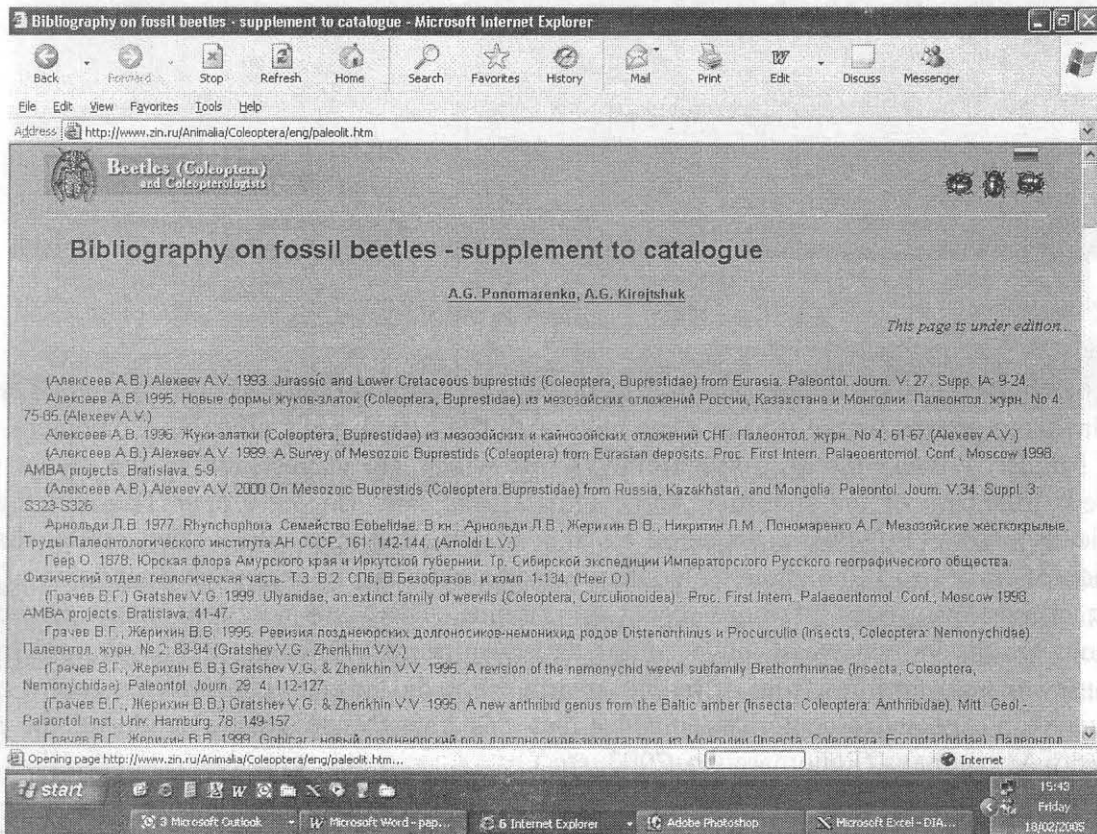 Bibliography on fossil beetles - supplement to catalogue - Microsoft Internet Explorer
Back Forward Stop Refresh Home Search Favorites History Mail Print Edit Discuss Messenger
File Edit View Favorites Tools Help
Address http://www.zin.ru/Animalia/Coleoptera/eng/paleolit.htm
Beetles (Coleoptera)
and Coleopterologists
Bibliography on fossil beetles - supplement to catalogue
A.G. Ponomarenko, A.G. Kirejtshuk
This page is under edition...
(Алексеев А.В.) Alexeev A.V. 1993. Jurassic and Lower Cretaceous buprestids (Coleoptera, Buprestidae) from Eurasia. Paleontol. Journ. V. 27. Supp. IA: 9-24.
Алексеев А.В. 1995. Новые формы жуков-златок (Coleoptera, Buprestidae) из мезозойских отложений России, Казахстана и Монголии. Палеонтол. журн. No 4:
75-85.(Alexeev A.V.)
Алексеев А.В. 1996. Жуки-златки (Coleoptera, Buprestidae) из мезозойских и кайнозойских отложений СНГ. Палеонтол. журн. No 4: 61-67.(Alexeev A.V.)
(Алексеев А.В.) Alexeev A.V. 1989. A Survey of Mesozoic Buprestids (Coleoptera) from Eurasian deposits. Proc. First Intern. Palaeoentomol. Conf., Moscow 1998.
AMBA projects. Bratislava. 5-9.
(Алексеев А.В.) Alexeev A.V. 2000 On Mesozoic Buprestids (Coleoptera:Buprestidae) from Russia, Kazakhstan, and Mongolia. Paleontol. Journ. V.34. Suppl. 3:
S323-S326
Арнольди Л.В. 1977. Rhynchophora. Семейство Eobelidae. В кн.: Арнольди Л.В., Жерихин В.В., Никритин Л.М., Пономаренко А.Г. Мезозойские жесткокрылые.
Труды Палеонтологического института АН СССР, 161: 142-144. (Arnoldi L.V.)
Геер О. 1878. Юрская флора Амурского края и Иркутской губернии. Тр. Сибирской экспедиции Императорского Русского географического общества.
Физический отдел, геологическая часть. Т.3. В.2. СПб, В.Безобразов. и комп. 1-134. (Heer O.)
(Грачев В.Г.) Gratshev V.G. 1999. Ulyanidae, an extinct family of weevils (Coleoptera, Curculionoidea). Proc. First Intern. Palaeoentomol. Conf., Moscow 1998.
AMBA projects. Bratislava. 41-47.
Грачев В.Г., Жерихин В.В. 1995. Ревизия позднеюрских долгоносиков-немонихид родов Distenorrhinus и Procurculio (Insecta, Coleoptera: Nemonychidae).
Палеонтол. журн. № 2: 83-94 (Gratshev V.G., Zherikhin V.V.)
(Грачев В.Г., Жерихин В.В.) Gratshev V.G. & Zherikhin V.V. 1995. A revision of the nemonychid weevil subfamily Brethorrhininae (Insecta, Coleoptera,
Nemonychidae). Paleontol. Journ. 29. 4: 112-127.
(Грачев В.Г., Жерихин В.В.) Gratshev V.G. & Zherikhin V.V. 1995. A new anthribid genus from the Baltic amber (Insecta: Coleoptera: Anthribidae). Mitt. Geol.-
Palaontol. Inst. Univ. Hamburg. 78: 149-157.
Грачев В.Г., Жерихин В.В. 1999. Gobicar - новый позднеюрский род долгоносиков-эккоптартрид из Монголии (Insecta: Coleoptera: Eccoptarthridae). Палеонтол.
Opening page http://www.zin.ru/Animalia/Coleoptera/eng/paleolit.htm... Internet
start W 15:43
Friday
3 Microsoft Outlook W Microsoft Word - pap... 6 Internet Explorer Adobe Photoshop Microsoft Excel - DIA... 18/02/2005